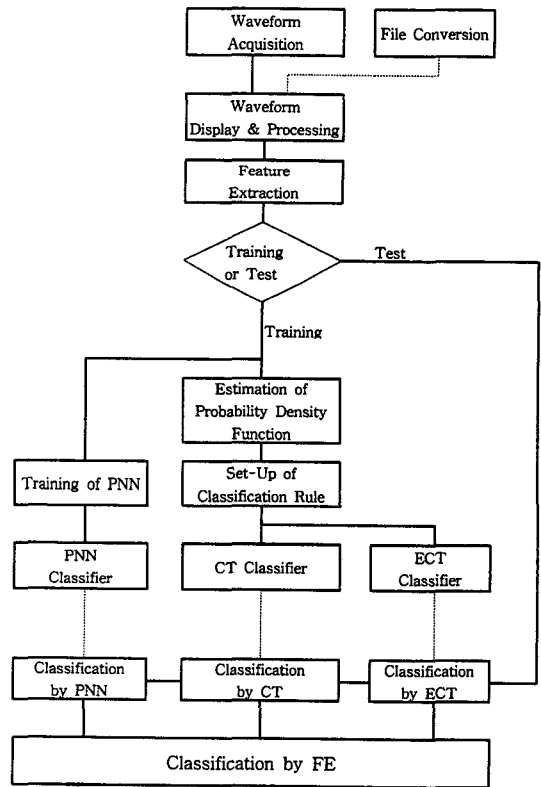 Waveform
Acquisition
File Conversion
Waveform
Display & Processing
Feature
Extraction
Training
or Test
Test
Training
Estimation of
Probability Density
Function
Training of PNN
Set-Up of
Classification Rule
PNN
Classifier
CT Classifier
ECT
Classifier
Classification
by PNN
Classification
by CT
Classification
by ECT
Classification by FE